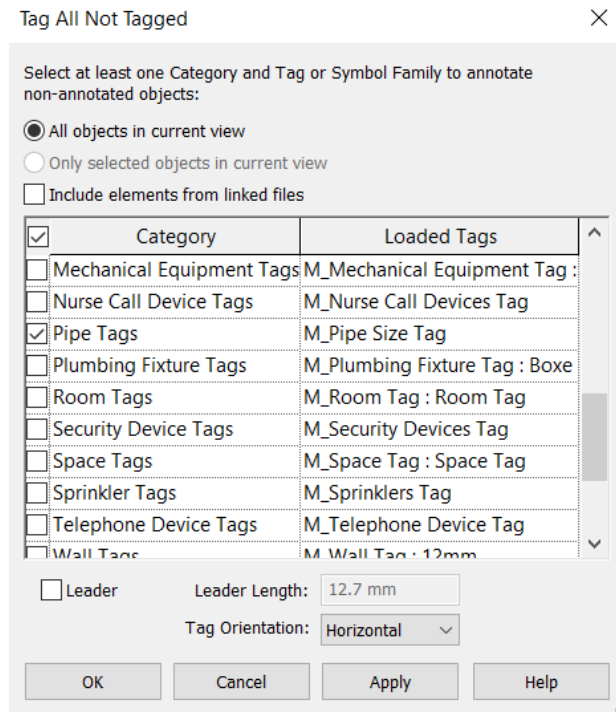 Tag All Not Tagged
Select at least one Category and Tag or Symbol Family to annotate
non-annotated objects:
All objects in current view
Only selected objects in current view
Include elements from linked files
Category Loaded Tags
Mechanical Equipment Tags M_Mechanical Equipment Tag :
Nurse Call Device Tags M_Nurse Call Devices Tag
Pipe Tags M_Pipe Size Tag
Plumbing Fixture Tags M_Plumbing Fixture Tag : Boxe
Room Tags M_Room Tag : Room Tag
Security Device Tags M_Security Devices Tag
Space Tags M_Space Tag : Space Tag
Sprinkler Tags M_Sprinklers Tag
Telephone Device Tags M_Telephone Device Tag
Wall Tags M_Wall Tag : 12mm
Leader Leader Length: 12.7 mm
Tag Orientation: Horizontal
OK Cancel Apply Help